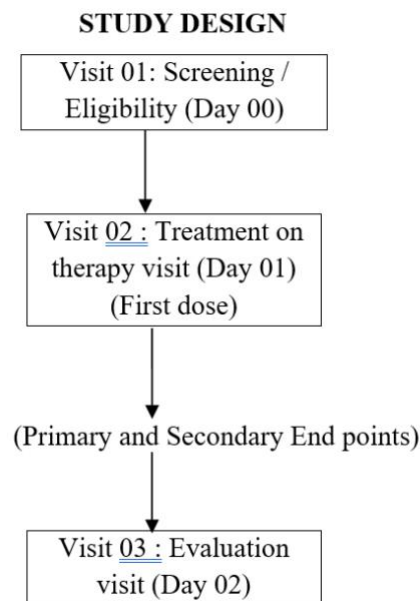 STUDY DESIGN
Visit 01: Screening /
Eligibility (Day 00)
Visit 02 : Treatment on
therapy visit (Day 01)
(First dose)
(Primary and Secondary End points)
Visit 03 : Evaluation
visit (Day 02)